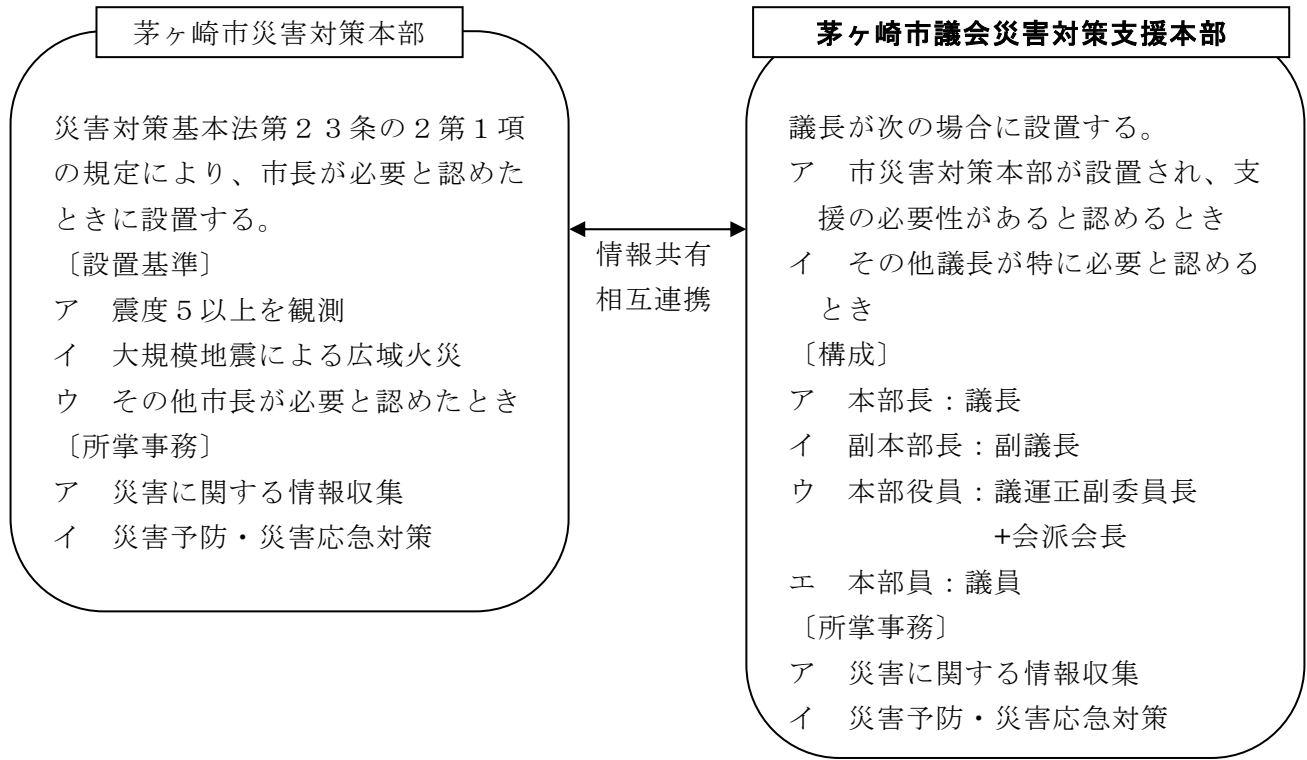 茅ヶ崎市災害対策本部
災害対策基本法第２３条の２第１項
の規定により、市長が必要と認めた
ときに設置する。
〔設置基準〕
ア　震度５以上を観測
イ　大規模地震による広域火災
ウ　その他市長が必要と認めたとき
〔所掌事務〕
ア　災害に関する情報収集
イ　災害予防・災害応急対策
情報共有
相互連携
茅ヶ崎市議会災害対策支援本部
議長が次の場合に設置する。
ア　市災害対策本部が設置され、支
援の必要性があると認めるとき
イ　その他議長が特に必要と認める
とき
〔構成〕
ア　本部長：議長
イ　副本部長：副議長
ウ　本部役員：議運正副委員長
+会派会長
エ　本部員：議員
〔所掌事務〕
ア　災害に関する情報収集
イ　災害予防・災害応急対策